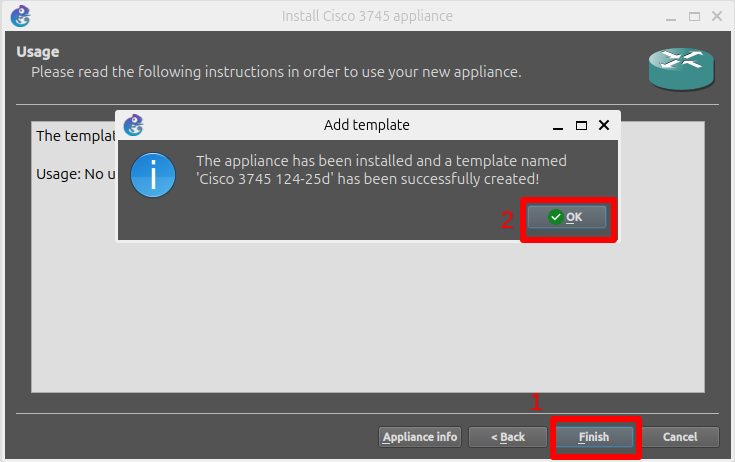 Install Cisco 3745 appliance
Usage
Please read the following instructions in order to use your new appliance.
The templat
Usage: No u
Add template
The appliance has been installed and a template named
'Cisco 3745 124-25d' has been successfully created!
2
OK
1
Appliance info
< Back
Finish
Cancel